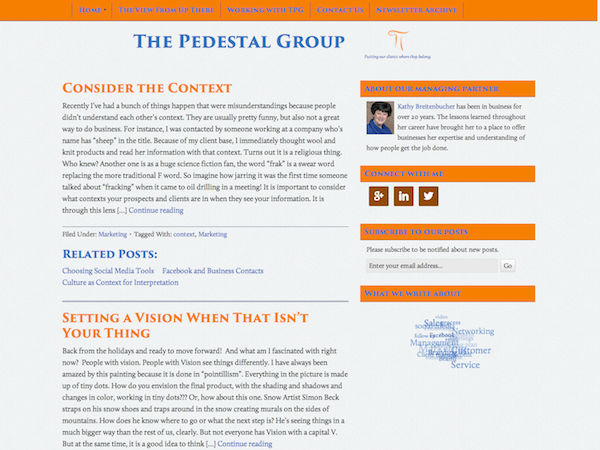 Home
The View From Up There
Working with TPG
Contact Us
Newsletter Archive
The Pedestal Group
Putting our clients where they belong
Consider the Context
Recently I've had a bunch of things happen that were misunderstandings because people
didn't understand each other's context. They are usually pretty funny, but also not a great
way to do business. For instance, I was contacted by someone working at a company who's
name has "sheep" in the title. Because of my client base, I immediately thought wool and
knit products and read her information with that context. Turns out it is a religious thing.
Who knew? Another one is as a huge science fiction fan, the word "frak" is a swear word
replacing the more traditional F word. So imagine how jarring it was the first time someone
talked about "fracking" when it came to oil drilling in a meeting! It is important to consider
what contexts your prospects and clients are in when they see your information. It is
through this lens [...] Continue reading
Filed Under: Marketing • Tagged With: context, Marketing
Related Posts:
Choosing Social Media Tools Facebook and Business Contacts
Culture as Context for Interpretation
Setting a Vision When That Isn't
Your Thing
Back from the holidays and ready to move forward! And what am I fascinated with right
now? People with vision. People with Vision see things differently. I have always been
amazed by this painting because it is done in "pointillism". Everything in the picture is made
up of tiny dots. How do you envision the final product, with the shading and shadows and
changes in color, working in tiny dots??? Or, how about this one. Snow Artist Simon Beck
straps on his snow shoes and traps around in the snow creating murals on the sides of
mountains. How does he know where to go or what the next step is? He's seeing things in
a much bigger way than the rest of us, clearly. But not everyone has Vision with a capital V.
But at the same time, it is a good idea to think [...] Continue reading
About our managing partner
Kathy Breitenbucher has been in business for
over 20 years. The lessons learned throughout
her career have brought her to a place to offer
businesses her expertise and understanding of
how people get the job done.
Connect with me
Subscribe to our posts
Please subscribe to be notified about new posts.
Enter your email address... Go
What we write about
video
Sales
Networking
Management
Customer
Service